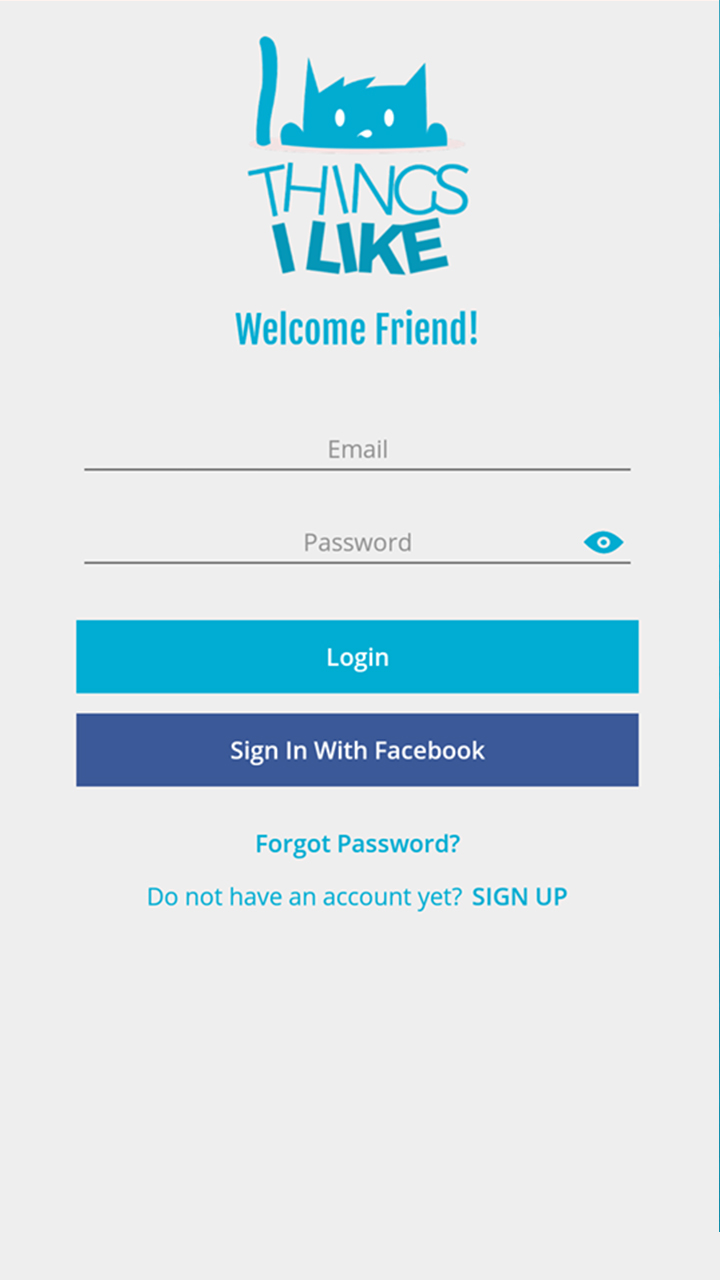 THINGS
I LIKE
Welcome Friend!
Email
Password
Login
Sign In With Facebook
Forgot Password?
Do not have an account yet? SIGN UP